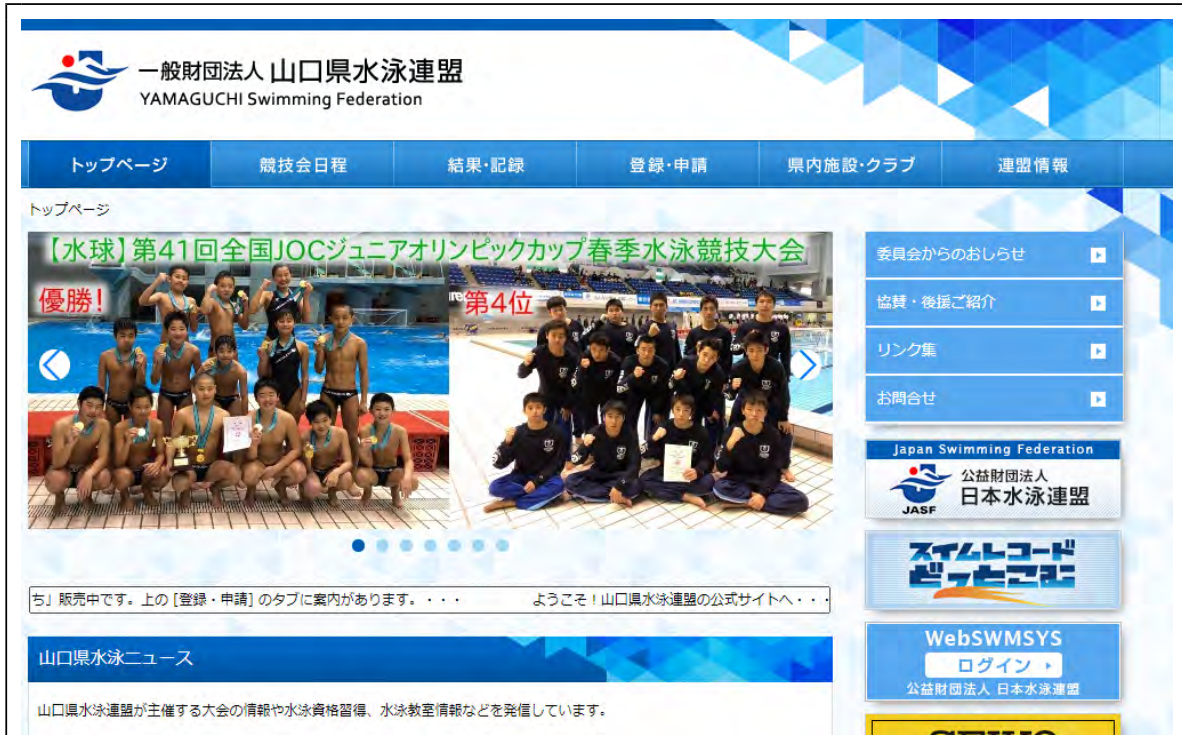 一般財団法人 山口県水泳連盟
YAMAGUCHI Swimming Federation
トップページ 競技会日程 結果・記録 登録・申請 県内施設・クラブ 連盟情報
トップページ
【水球】第41回全国JOCジュニアオリンピックカップ春季水泳競技大会
優勝!
第4位
委員会からのおしらせ
協賛・後援ご紹介
リンク集
お問合せ
Japan Swimming Federation
公益財団法人
日本水泳連盟
JASF
スイムレコード
どっとこむ
ち」販売中です。上の [登録・申請] のタブに案内があります。・・・ ようこそ！山口県水泳連盟の公式サイトへ・・・
WebSWMSYS
ログイン
公益財団法人 日本水泳連盟
山口県水泳ニュース
山口県水泳連盟が主催する大会の情報や水泳資格習得、水泳教室情報などを発信しています。